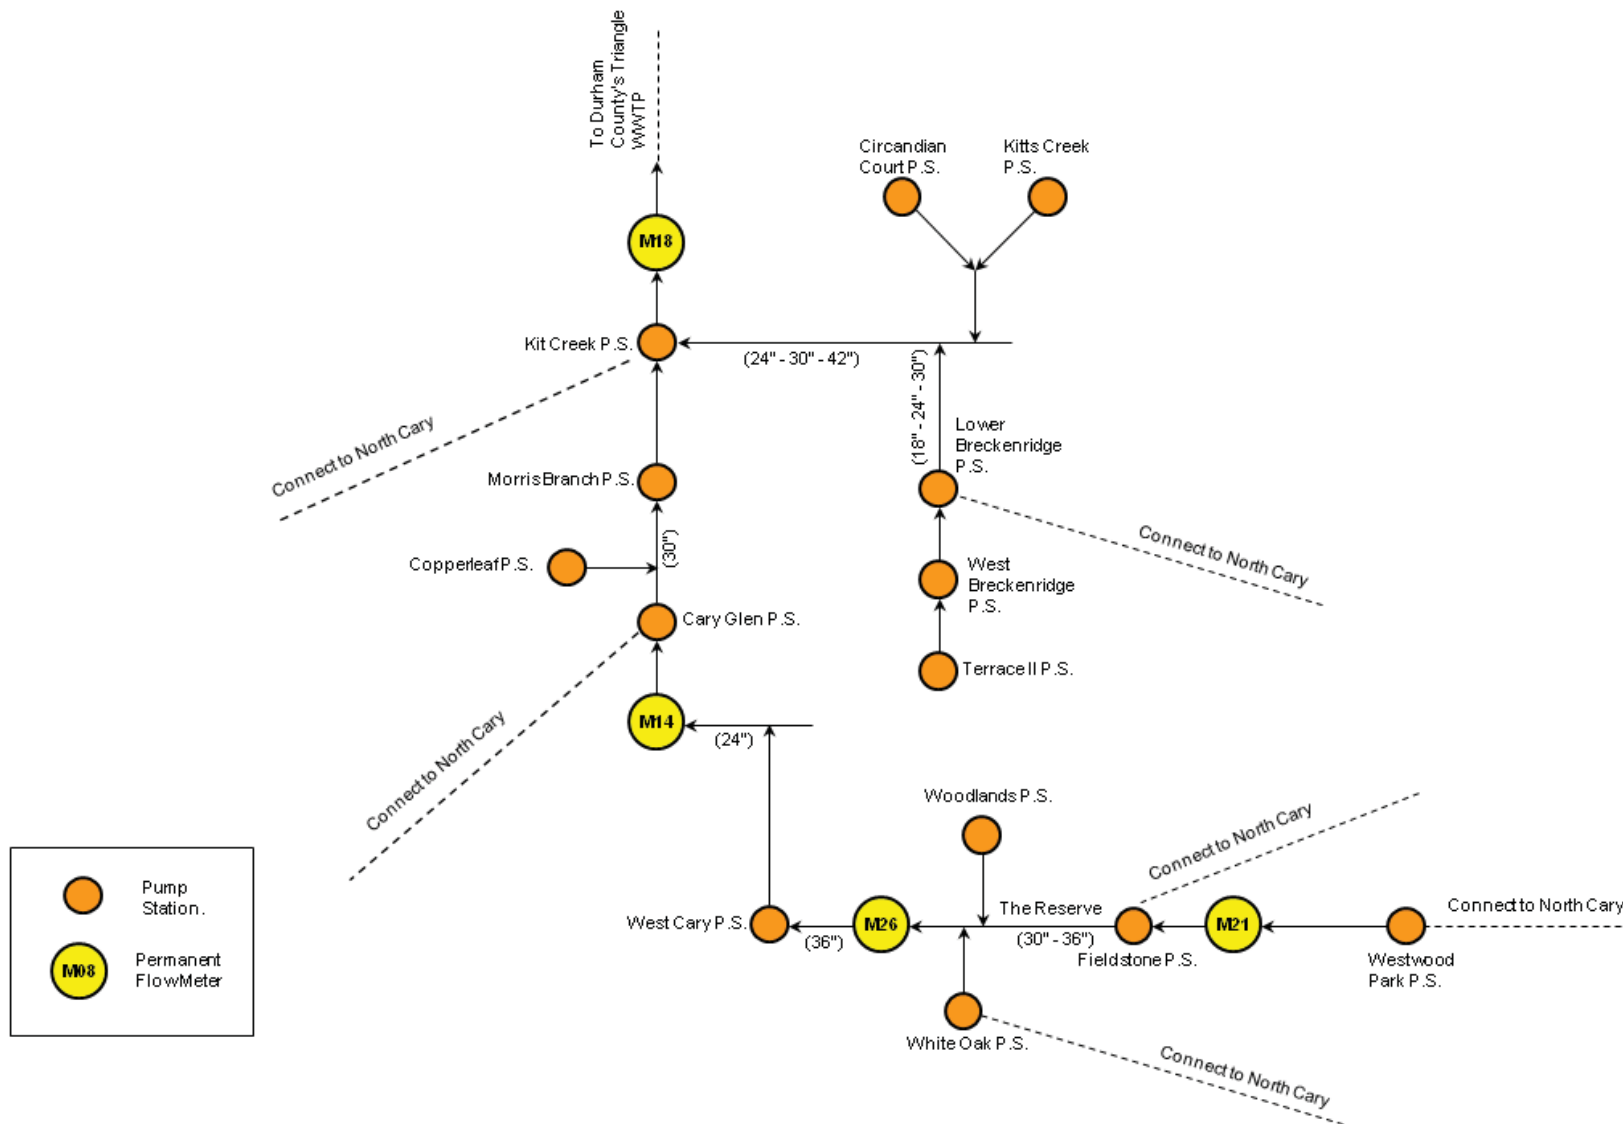 To Durham
County's Triangle
WWTP
Circandian
Court P.S.
Kitts Creek
P.S.
M18
Kit Creek P.S.
(24" - 30" - 42")
(18" - 24" - 30")
Connect to North Cary
Lower
Breckenridge
P.S.
Morris Branch P.S.
Connect to North Cary
(30")
Copperleaf P.S.
West
Breckenridge
P.S.
Cary Glen P.S.
Terrace II P.S.
M14
(24")
Connect to North Cary
Woodlands P.S.
Connect to North Cary
Pump
Station.
M08
Permanent
Flow Meter
West Cary P.S.
(36")
M26
The Reserve
(30" - 36")
Fieldstone P.S.
M21
Connect to North Cary
Westwood
Park P.S.
White Oak P.S.
Connect to North Cary